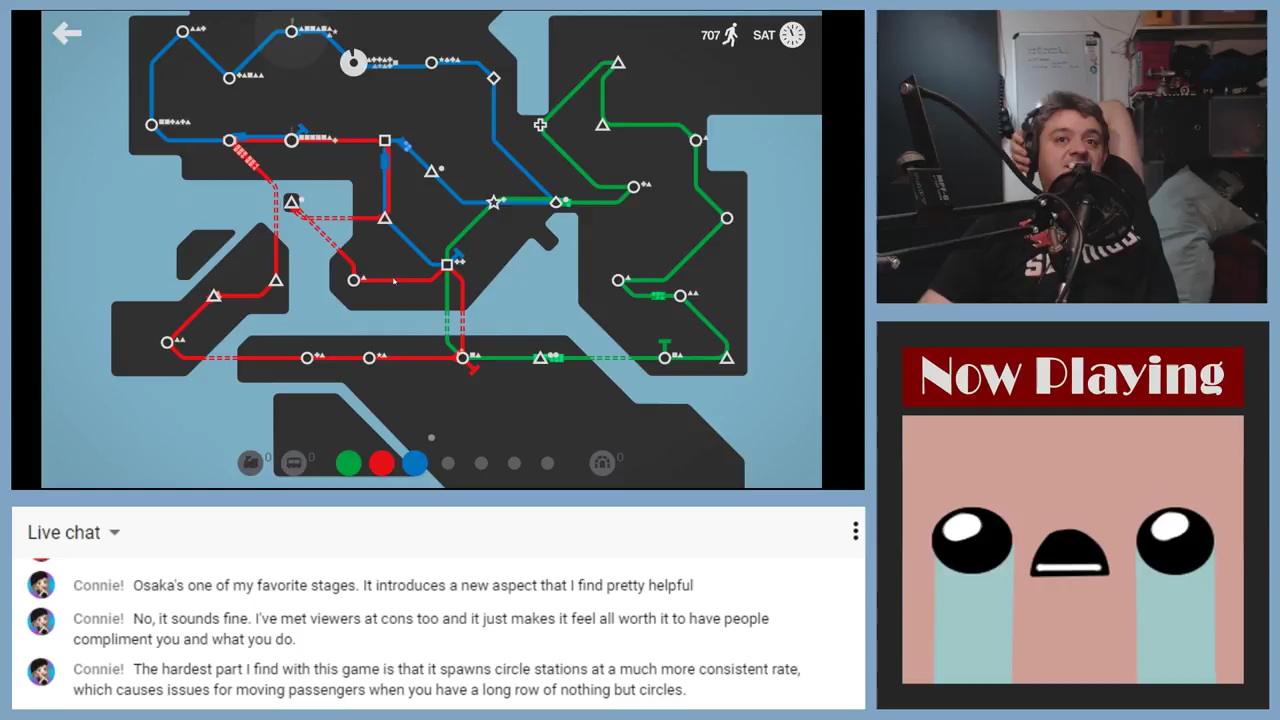 707
SAT
0
0
0
Now Playing
Live chat
Connie! Osaka's one of my favorite stages. It introduces a new aspect that I find pretty helpful
Connie! No, it sounds fine. I've met viewers at cons too and it just makes it feel all worth it to have people
compliment you and what you do.
Connie! The hardest part I find with this game is that it spawns circle stations at a much more consistent rate,
which causes issues for moving passengers when you have a long row of nothing but circles.